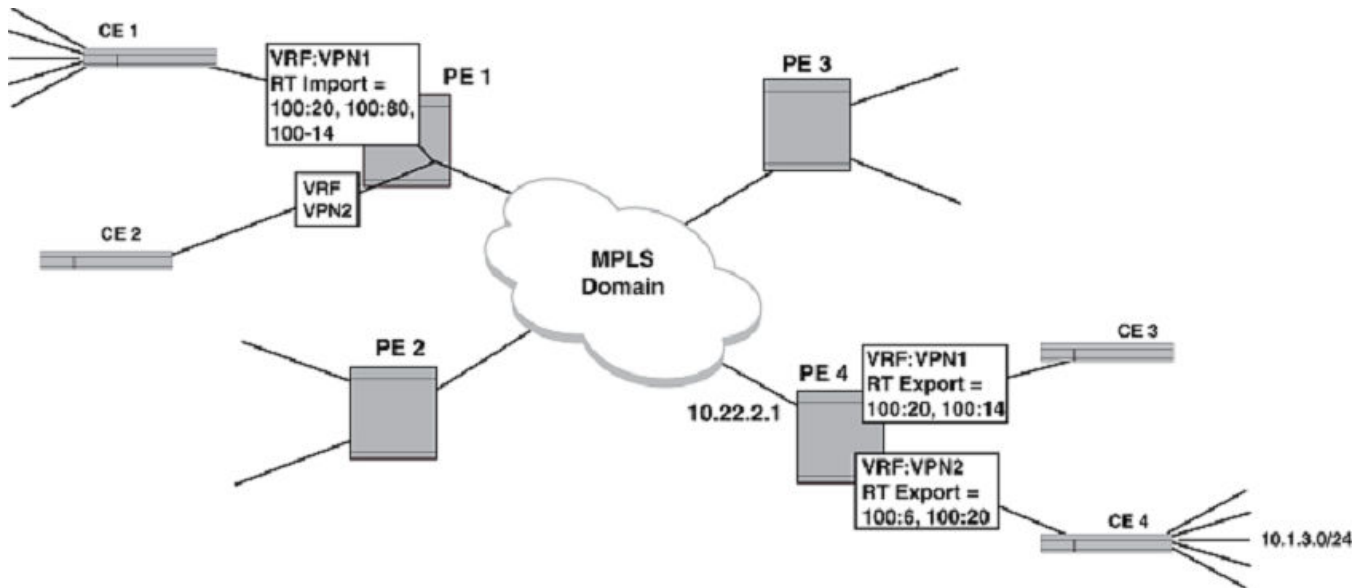 CE 1
VRF:VPN1
RT Import =
100:20, 100:80,
100-14
PE 1
PE 3
VRF
VPN2
CE 2
MPLS
Domain
PE 2
CE 3
VRF:VPN1
RT Export =
100:20, 100:14
PE 4
10.22.2.1
VRF:VPN2
RT Export =
100:6, 100:20
CE 4
10.1.3.0/24